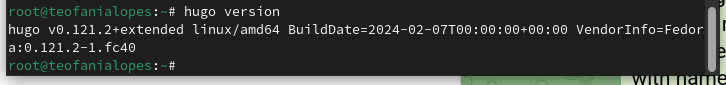 root@teofanialopes:~# hugo version
hugo v0.121.2+extended linux/amd64 BuildDate=2024-02-07T00:00:00+00:00 VendorInfo=Fedor
a:0.121.2-1.fc40
root@teofanialopes:~#
with name